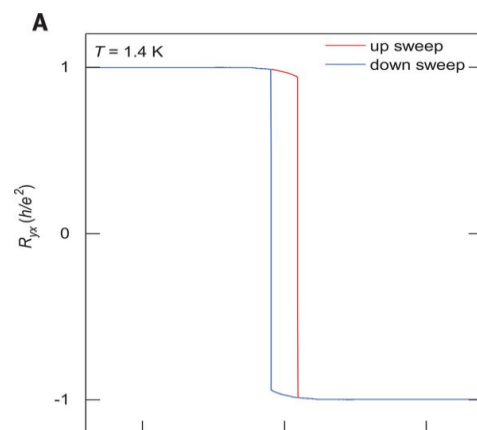 A
T = 1.4 K
up sweep
down sweep
1
0
-1
R_yx (h/e²)